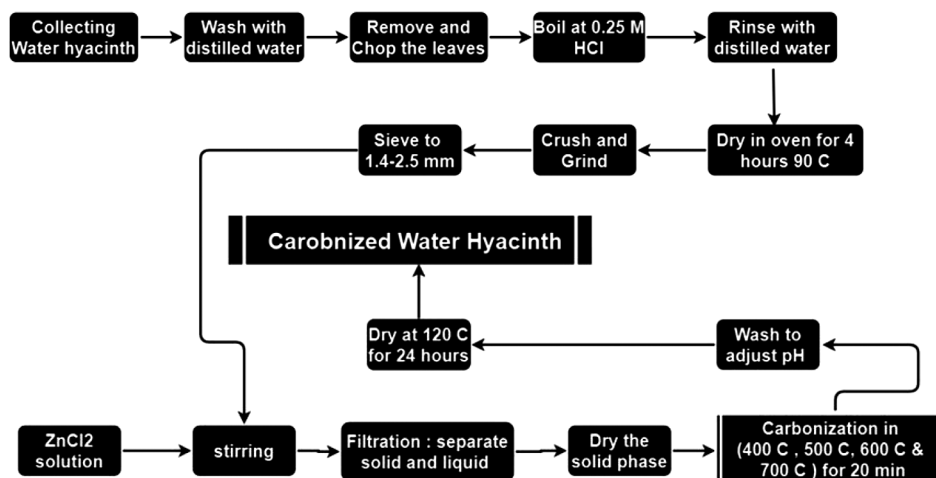 Collecting
Water hyacinth
Wash with
distilled water
Remove and
Chop the leaves
Boil at 0.25 M
HCl
Rinse with
distilled water
Dry in oven for 4
hours 90 C
Crush and
Grind
Sieve to
1.4-2.5 mm
ZnCl2
solution
stirring
Filtration : separate
solid and liquid
Dry the
solid phase
Carbonization in
(400 C , 500 C, 600 C &
700 C ) for 20 min
Wash to
adjust pH
Dry at 120 C
for 24 hours
Carobnized Water Hyacinth